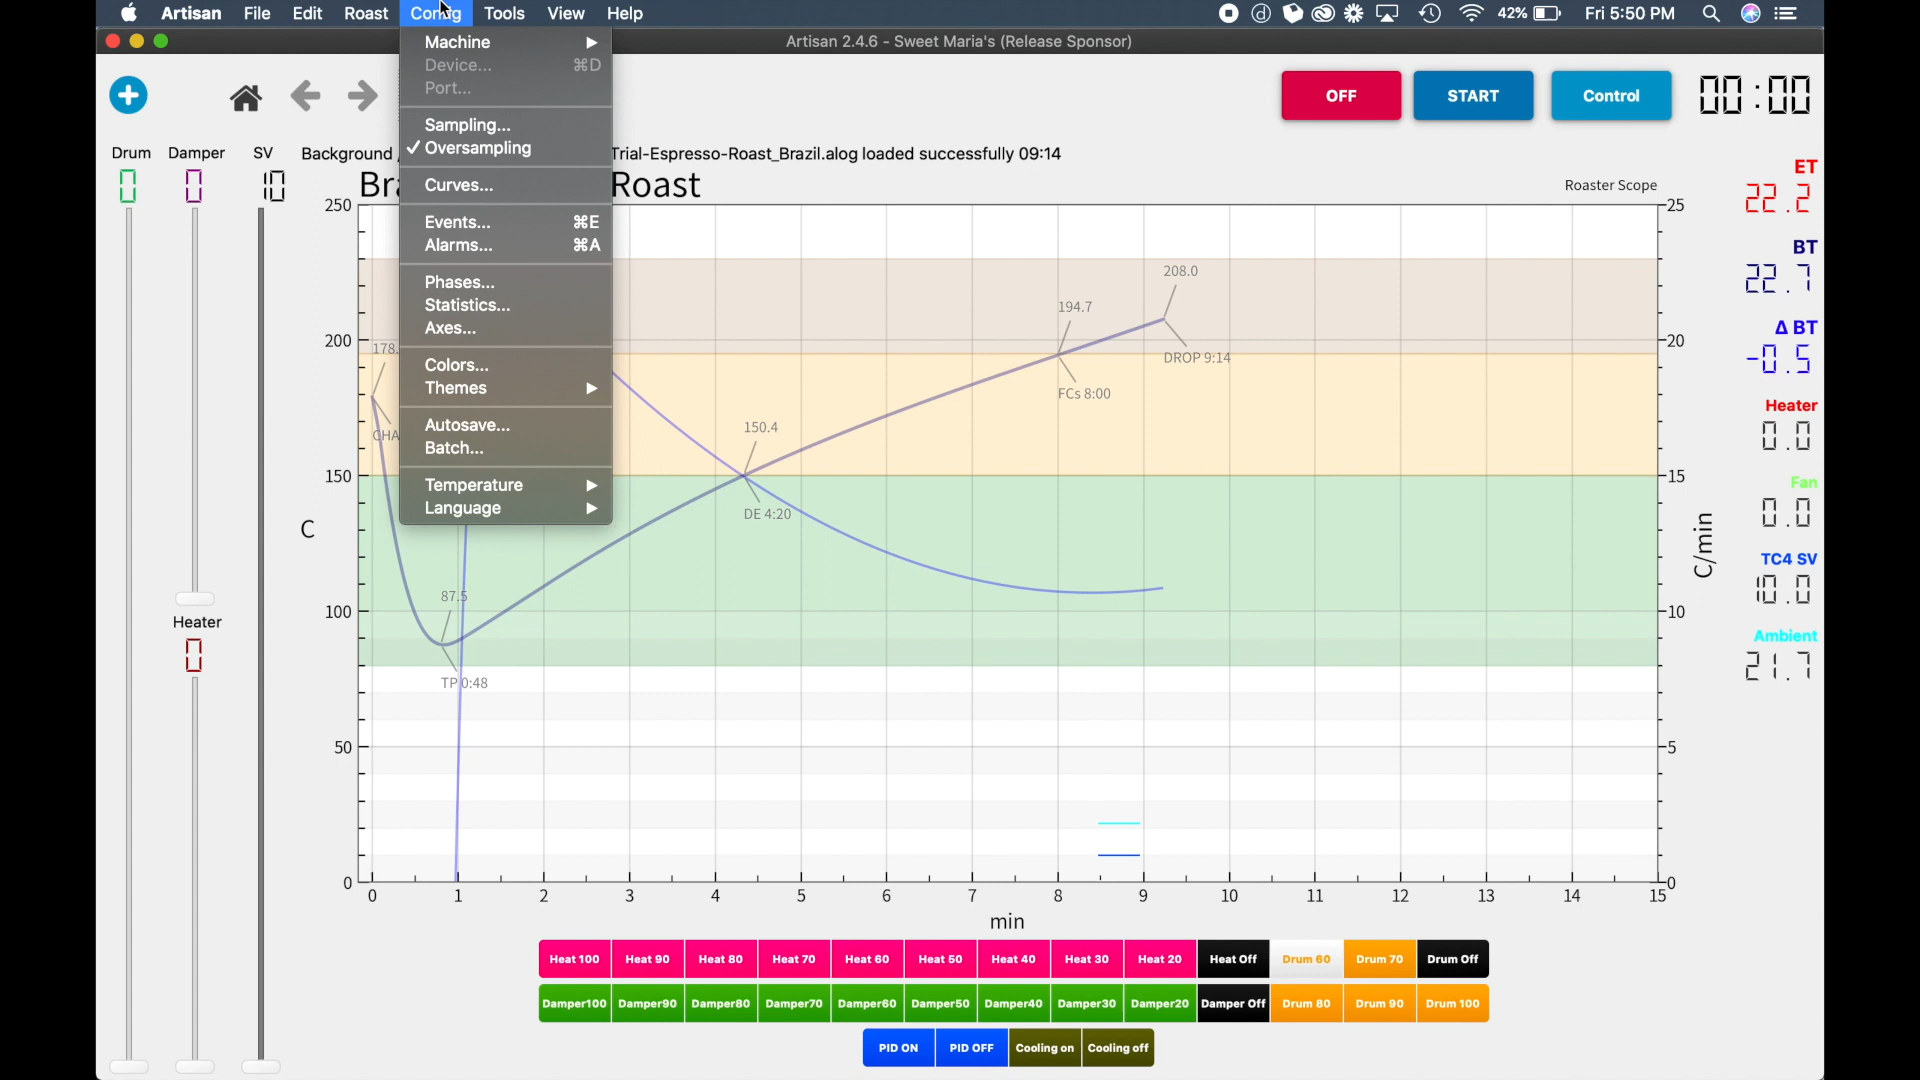 Artisan File Edit Roast Config Tools View Help 42% Fri 5:50 PM
Artisan 2.4.6 - Sweet Maria's (Release Sponsor)
Machine
Device... ⌘D
Port...
Sampling...
✓ Oversampling
Curves...
Events... ⌘E
Alarms... ⌘A
Phases...
Statistics...
Axes...
Colors...
Themes
Autosave...
Batch...
Temperature
Language
OFF START Control 00:00
Drum Damper SV
0 0 10
Heater
0
Background
Trial-Espresso-Roast_Brazil.alog loaded successfully 09:14
Roast
Roaster Scope
250
200
150
100
50
0
C
25
20
15
10
5
0
C/min
178.
CHA
87.5
TP 0:48
150.4
DE 4:20
194.7
FCs 8:00
208.0
DROP 9:14
0 1 2 3 4 5 6 7 8 9 10 11 12 13 14 15
min
ET
22.2
BT
22.7
Δ BT
-0.5
Heater
0.0
Fan
0.0
TC4 SV
10.0
Ambient
21.7
Heat 100 Heat 90 Heat 80 Heat 70 Heat 60 Heat 50 Heat 40 Heat 30 Heat 20 Heat Off Drum 60 Drum 70 Drum Off
Damper100 Damper90 Damper80 Damper70 Damper60 Damper50 Damper40 Damper30 Damper20 Damper Off Drum 80 Drum 90 Drum 100
PID ON PID OFF Cooling on Cooling off